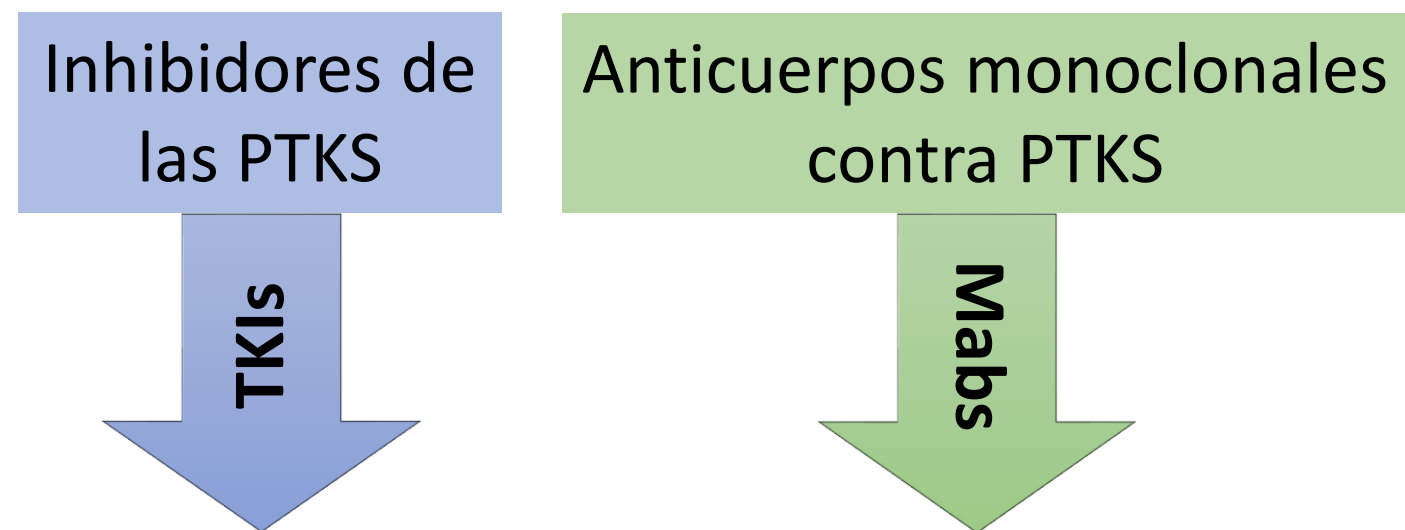 Inhibidores de
las PTKS
TKIs
Anticuerpos monoclonales
contra PTKS
Mabs